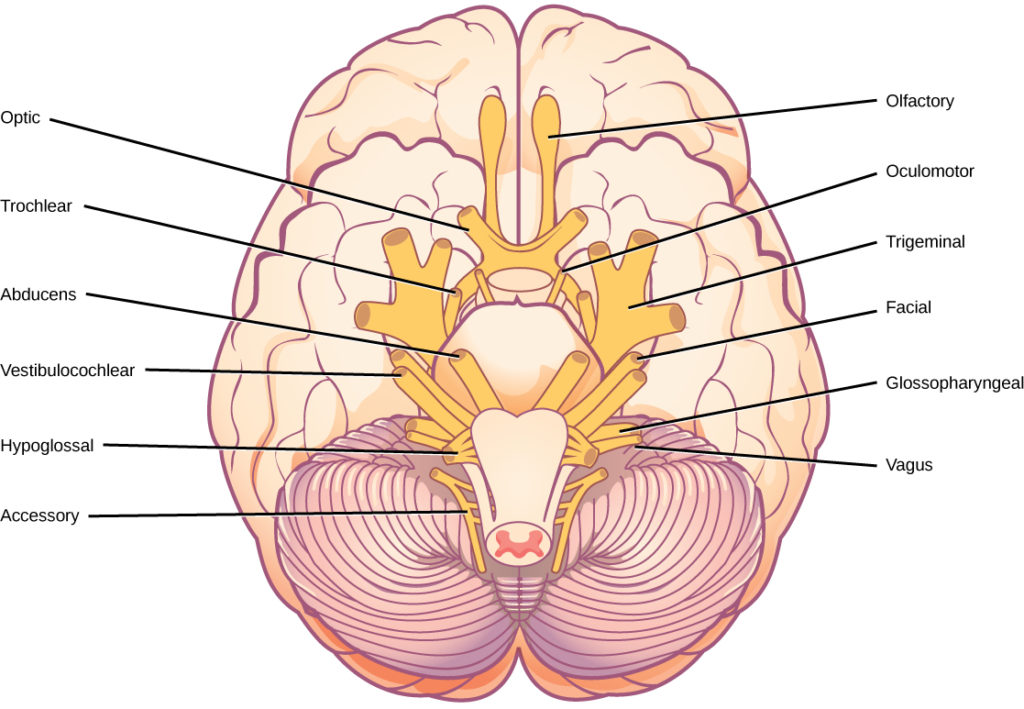 Optic
Trochlear
Abducens
Vestibulocochlear
Hypoglossal
Accessory
Olfactory
Oculomotor
Trigeminal
Facial
Glossopharyngeal
Vagus